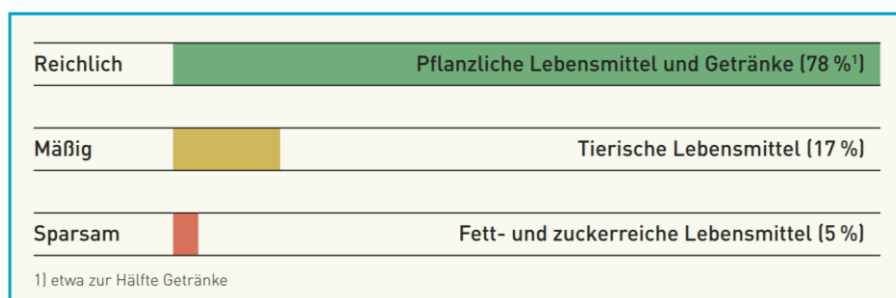 Reichlich Pflanzliche Lebensmittel und Getränke (78 %¹)
Mäßig Tierische Lebensmittel (17 %)
Sparsam Fett- und zuckerreiche Lebensmittel (5 %)
1) etwa zur Hälfte Getränke